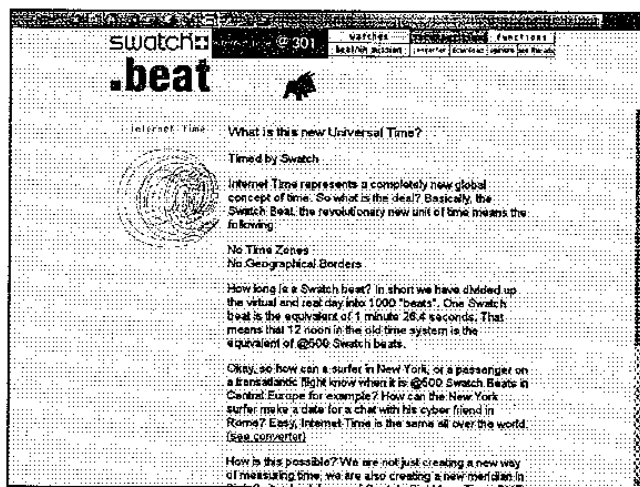 swatch
@ 301
watches
functions
.beat
internet time
What is this new Universal Time?
Timed by Swatch
Internet Time represents a completely new global
concept of time. So what is the deal? Basically, the
Swatch Beat, the revolutionary new unit of time means the
following:
No Time Zones
No Geographical Borders
How long is a Swatch beat? In short we have divided up
the virtual and real day into 1000 "beats". One Swatch
beat is the equivalent of 1 minute 26.4 seconds. That
means that 12 noon in the old time system is the
equivalent of @500 Swatch beats.
Okay, so how can a surfer in New York, or a passenger on
a transatlantic flight know when it is @500 Swatch Beats in
Central Europe for example? How can the New York
surfer make a date for a chat with his cyber friend in
Rome? Easy, Internet Time is the same all over the world.
(see converter)
How is this possible? We are not just creating a new way
of measuring time, we are also creating a new meridian in